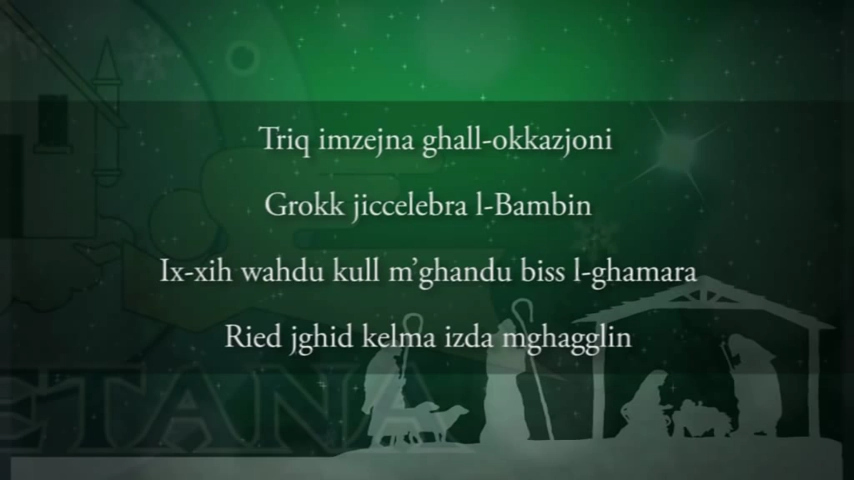 Triq imzejna ghall-okkazjoni
Grokk jiccelebra l-Bambin
Ix-xih wahdu kull m'ghandu biss l-ghamara
Ried jghid kelma izda mghagglin
ETANA